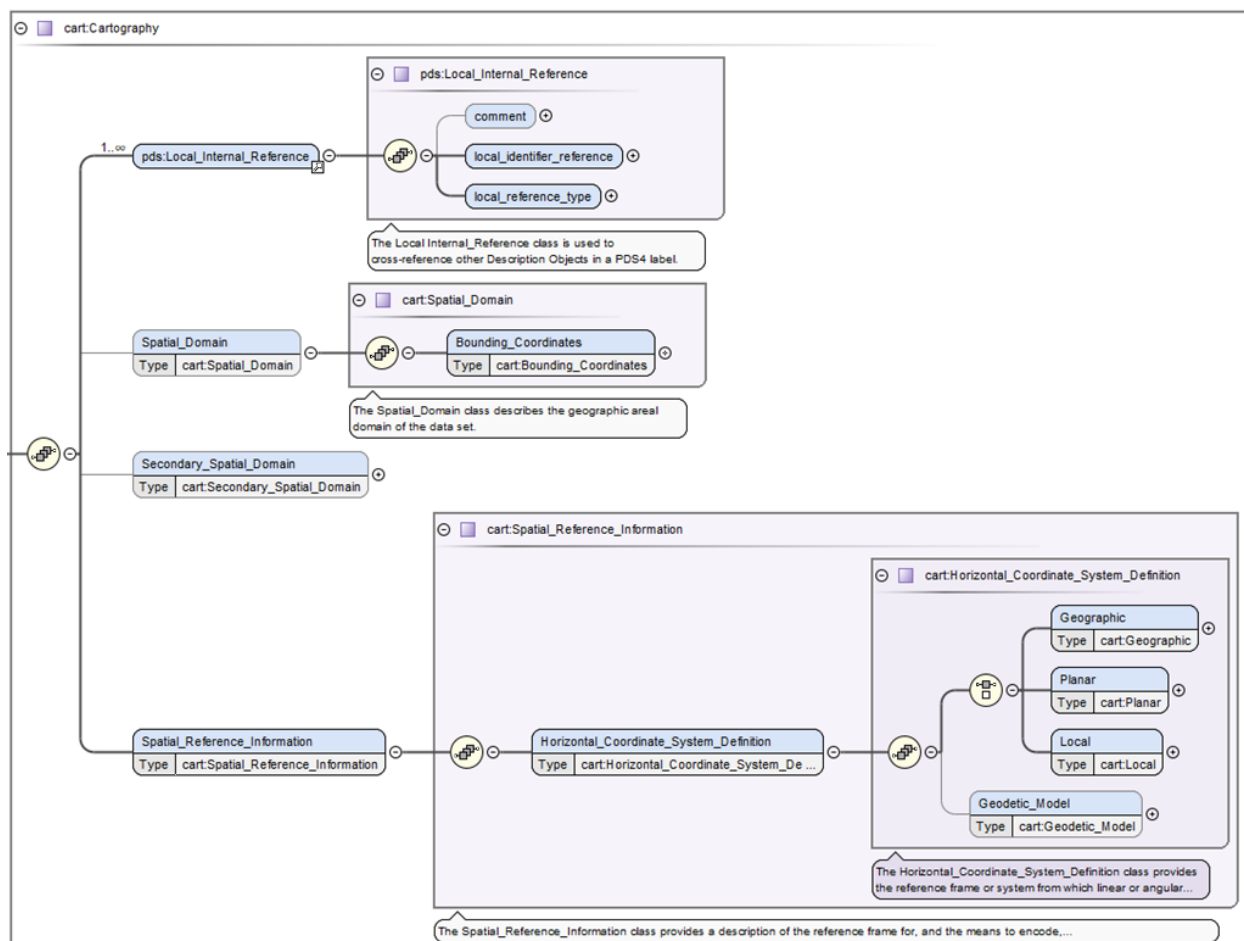 cart:Cartography
pds:Local_Internal_Reference
comment
1..∞
pds:Local_Internal_Reference
local_identifier_reference
local_reference_type
The Local Internal_Reference class is used to
cross-reference other Description Objects in a PDS4 label.
cart:Spatial_Domain
Spatial_Domain
Type cart:Spatial_Domain
Bounding_Coordinates
Type cart:Bounding_Coordinates
The Spatial_Domain class describes the geographic areal
domain of the data set.
Secondary_Spatial_Domain
Type cart:Secondary_Spatial_Domain
cart:Spatial_Reference_Information
cart:Horizontal_Coordinate_System_Definition
Geographic
Type cart:Geographic
Planar
Type cart:Planar
Spatial_Reference_Information
Type cart:Spatial_Reference_Information
Horizontal_Coordinate_System_Definition
Type cart:Horizontal_Coordinate_System_De ...
Local
Type cart:Local
Geodetic_Model
Type cart:Geodetic_Model
The Horizontal_Coordinate_System_Definition class provides
the reference frame or system from which linear or angular...
The Spatial_Reference_Information class provides a description of the reference frame for, and the means to encode,...